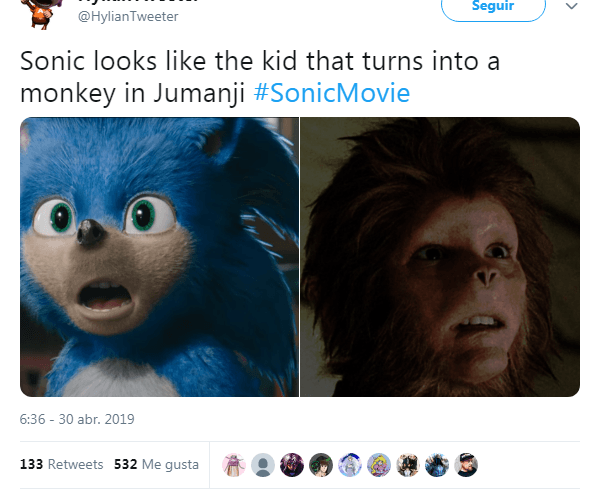 @HylianTweeter
Seguir
Sonic looks like the kid that turns into a
monkey in Jumanji #SonicMovie
6:36 - 30 abr. 2019
133 Retweets 532 Me gusta